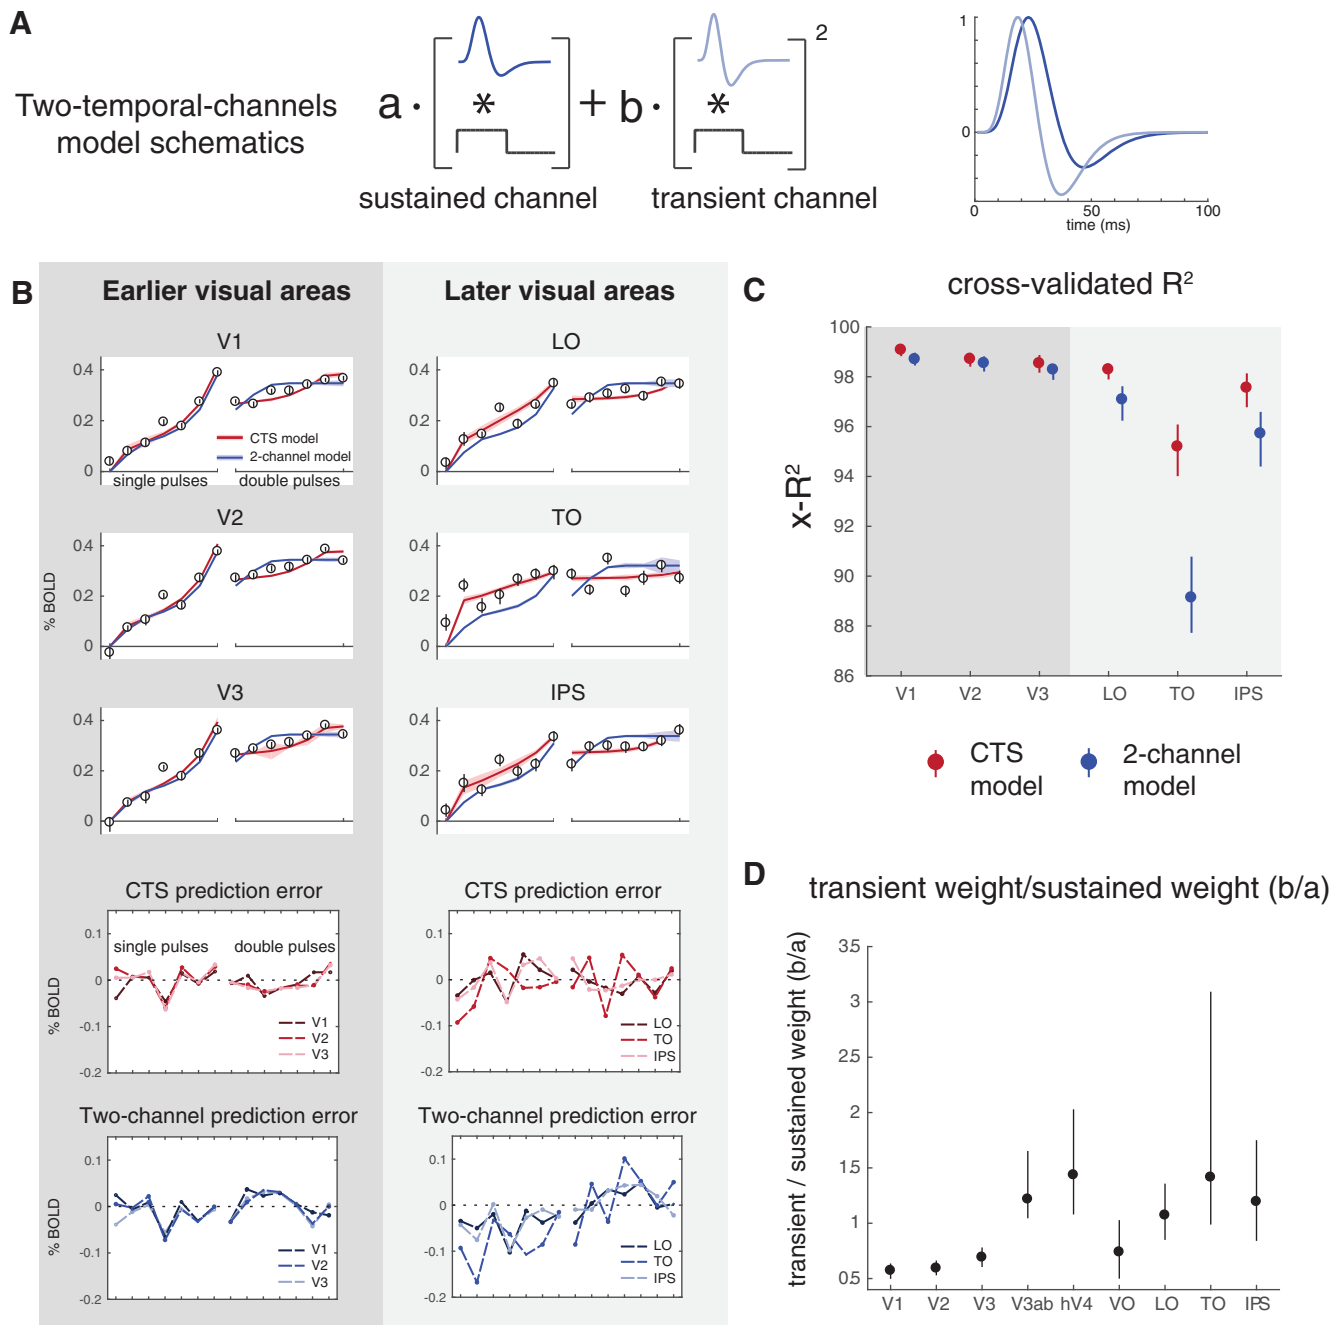 A
Two-temporal-channels
model schematics
a · [ * ] + b · [ * ] 2
sustained channel
transient channel
1
0
0
50
100
time (ms)
B
Earlier visual areas
Later visual areas
V1
LO
0.4
0.2
0
CTS model
2-channel model
single pulses
double pulses
0.4
0.2
0
V2
TO
0.4
0.2
0
0.4
0.2
0
% BOLD
V3
IPS
0.4
0.2
0
0.4
0.2
0
CTS prediction error
CTS prediction error
0.1
0
-0.1
-0.2
% BOLD
single pulses
double pulses
V1
V2
V3
0.1
0
-0.1
-0.2
LO
TO
IPS
Two-channel prediction error
Two-channel prediction error
0.1
0
-0.1
-0.2
% BOLD
V1
V2
V3
0.1
0
-0.1
-0.2
LO
TO
IPS
C
cross-validated R²
100
98
96
94
92
90
88
86
x-R²
V1 V2 V3 LO TO IPS
CTS
model
2-channel
model
D
transient weight/sustained weight (b/a)
transient / sustained weight (b/a)
3.5
3
2.5
2
1.5
1
0.5
V1 V2 V3 V3ab hV4 VO LO TO IPS